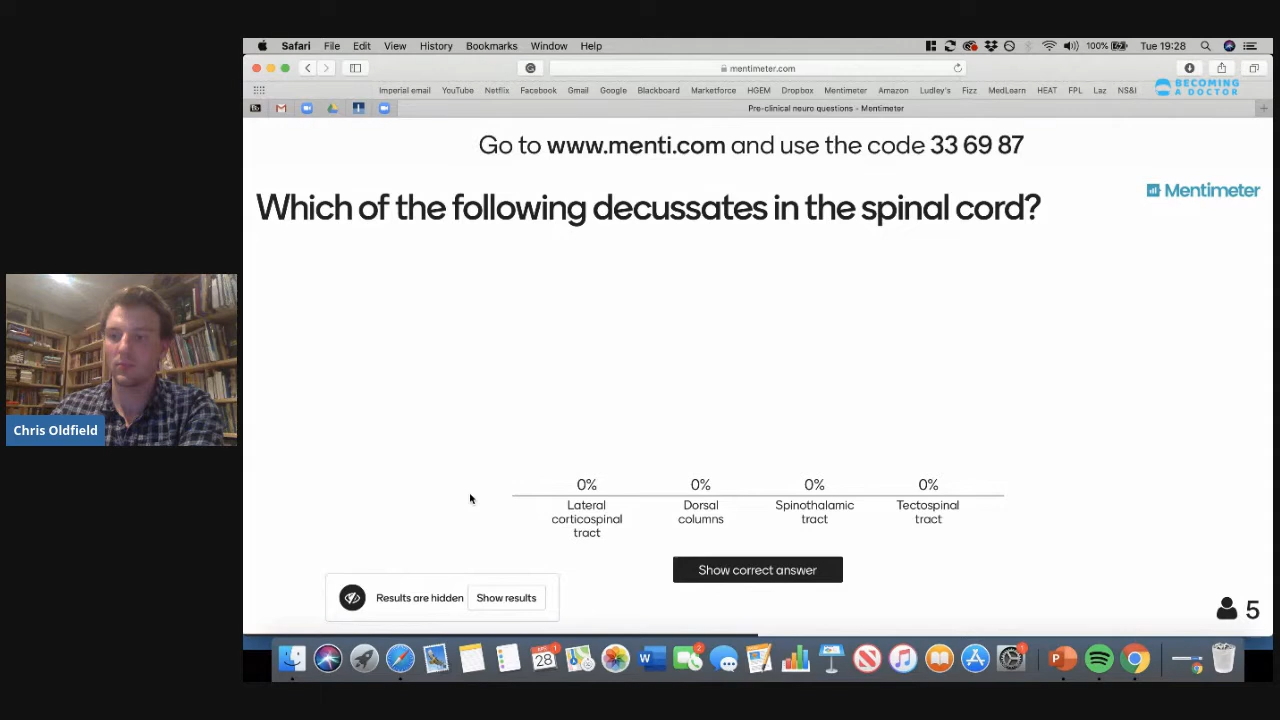 Safari File Edit View History Bookmarks Window Help
100% Tue 19:28
mentimeter.com
Imperial email YouTube Netflix Facebook Gmail Google Blackboard Marketforce HGEM Dropbox Mentimeter Amazon Ludley's Fizz MedLearn HEAT FPL Laz NS&I
BECOMING
A DOCTOR
Pre-clinical neuro questions - Mentimeter
Go to www.menti.com and use the code 33 69 87
Mentimeter
Which of the following decussates in the spinal cord?
Chris Oldfield
0% 0% 0% 0%
Lateral
corticospinal
tract
Dorsal
columns
Spinothalamic
tract
Tectospinal
tract
Show correct answer
Results are hidden Show results
5
APR
28